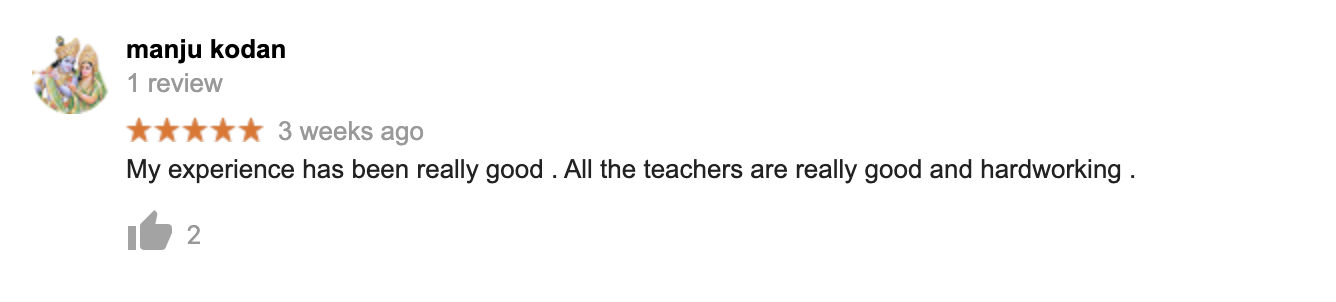 manju kodan
1 review
3 weeks ago
My experience has been really good . All the teachers are really good and hardworking .
2